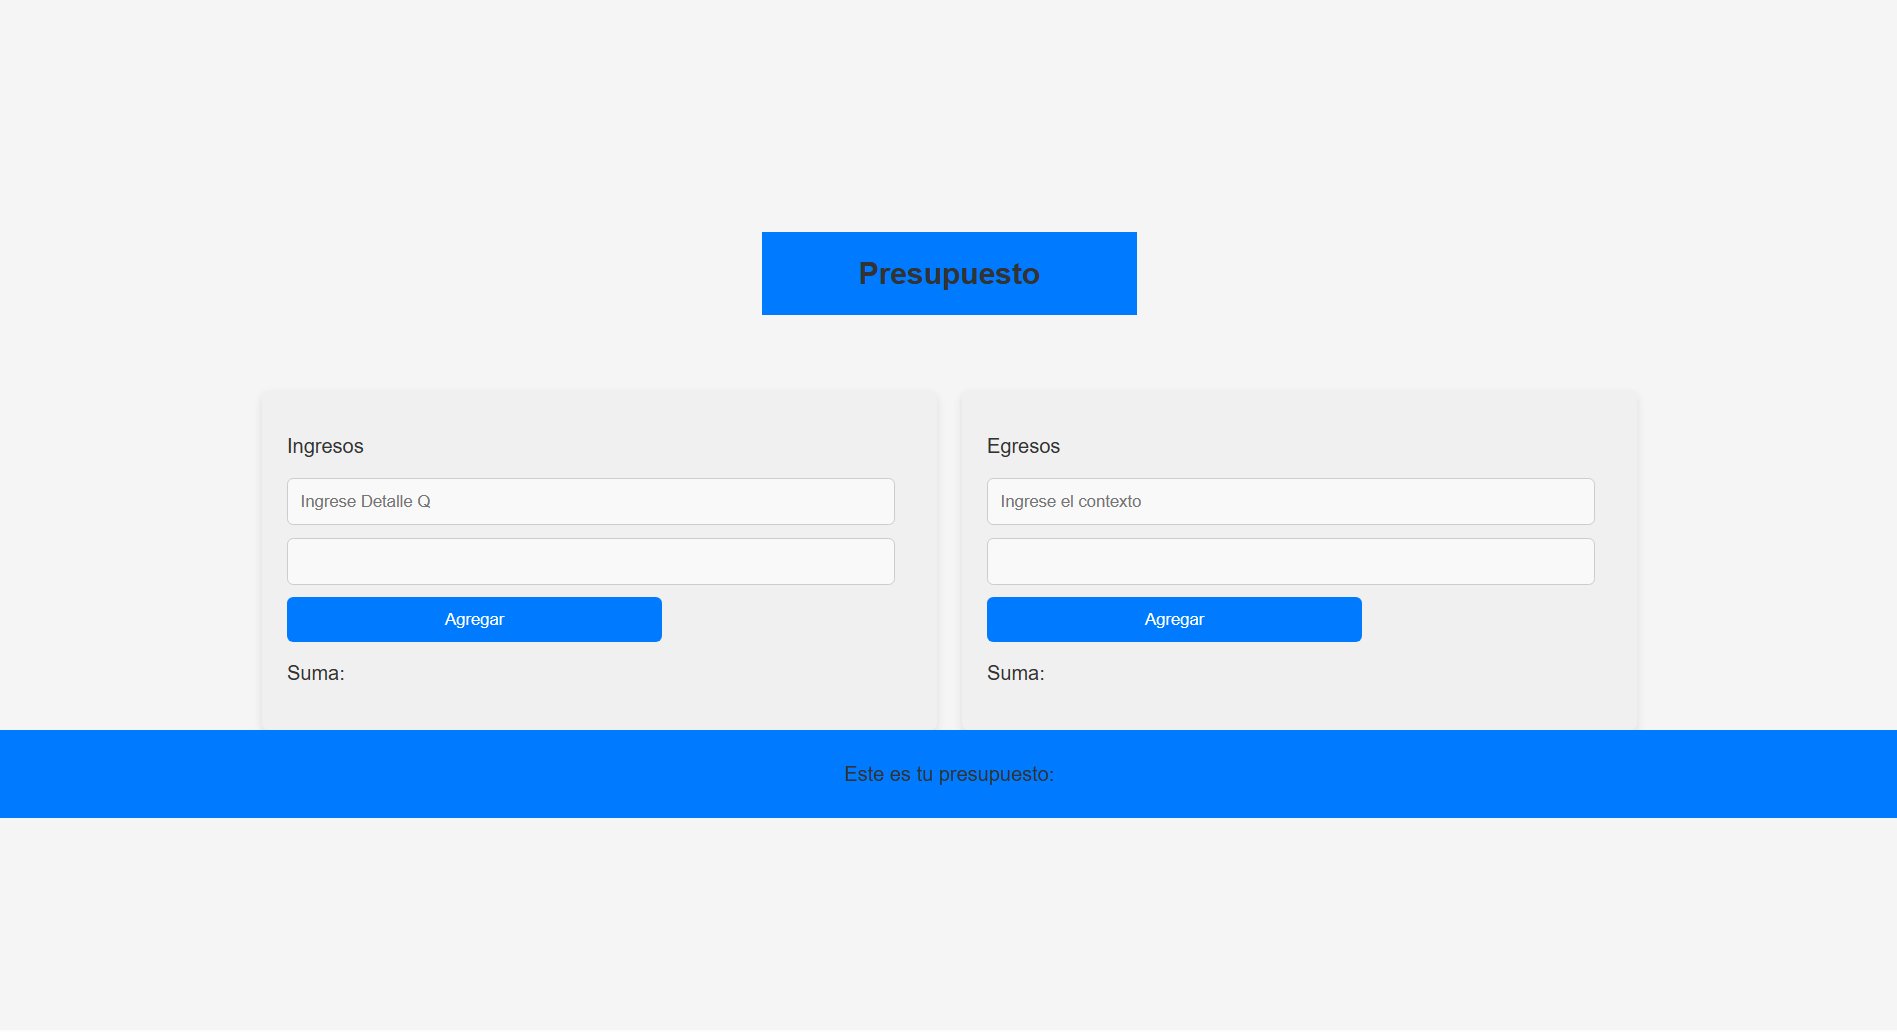 Presupuesto
Ingresos
Ingrese Detalle Q
Agregar
Suma:
Egresos
Ingrese el contexto
Agregar
Suma:
Este es tu presupuesto: